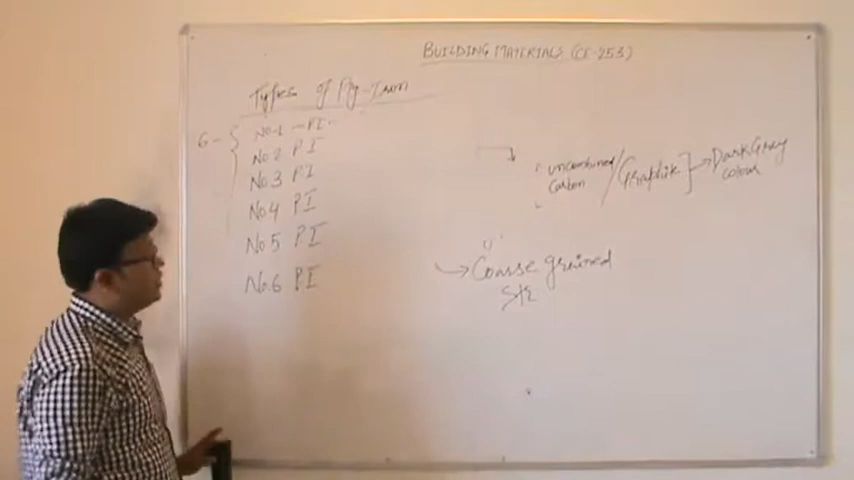 BUILDING MATERIALS (CE-253)
Types of Pig-Iron
6- { No-1 - PI -
No 2 PI
No 3 PI
No 4 PI
No 5 PI
No.6 PI
uncombined / Graphite ] → Dark Grey
Carbon colour
→ Coarse grained
Str